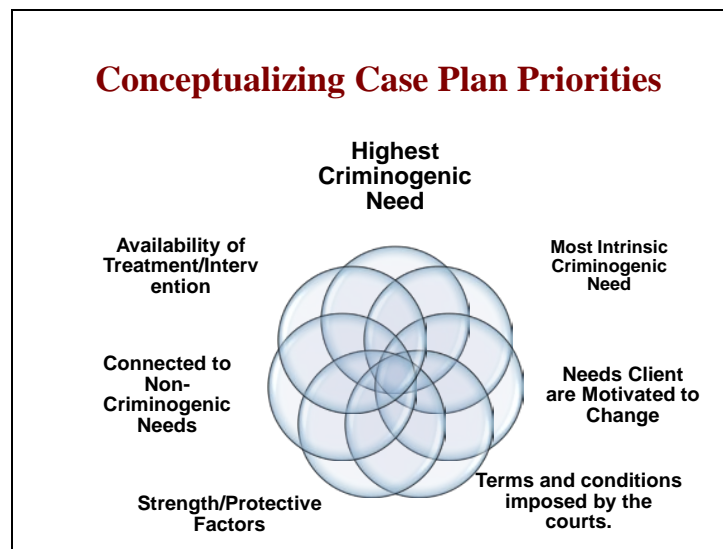 Conceptualizing Case Plan Priorities
Highest
Criminogenic
Need
Availability of
Treatment/Interv
ention
Most Intrinsic
Criminogenic
Need
Connected to
Non-
Criminogenic
Needs
Needs Client
are Motivated to
Change
Strength/Protective
Factors
Terms and conditions
imposed by the
courts.